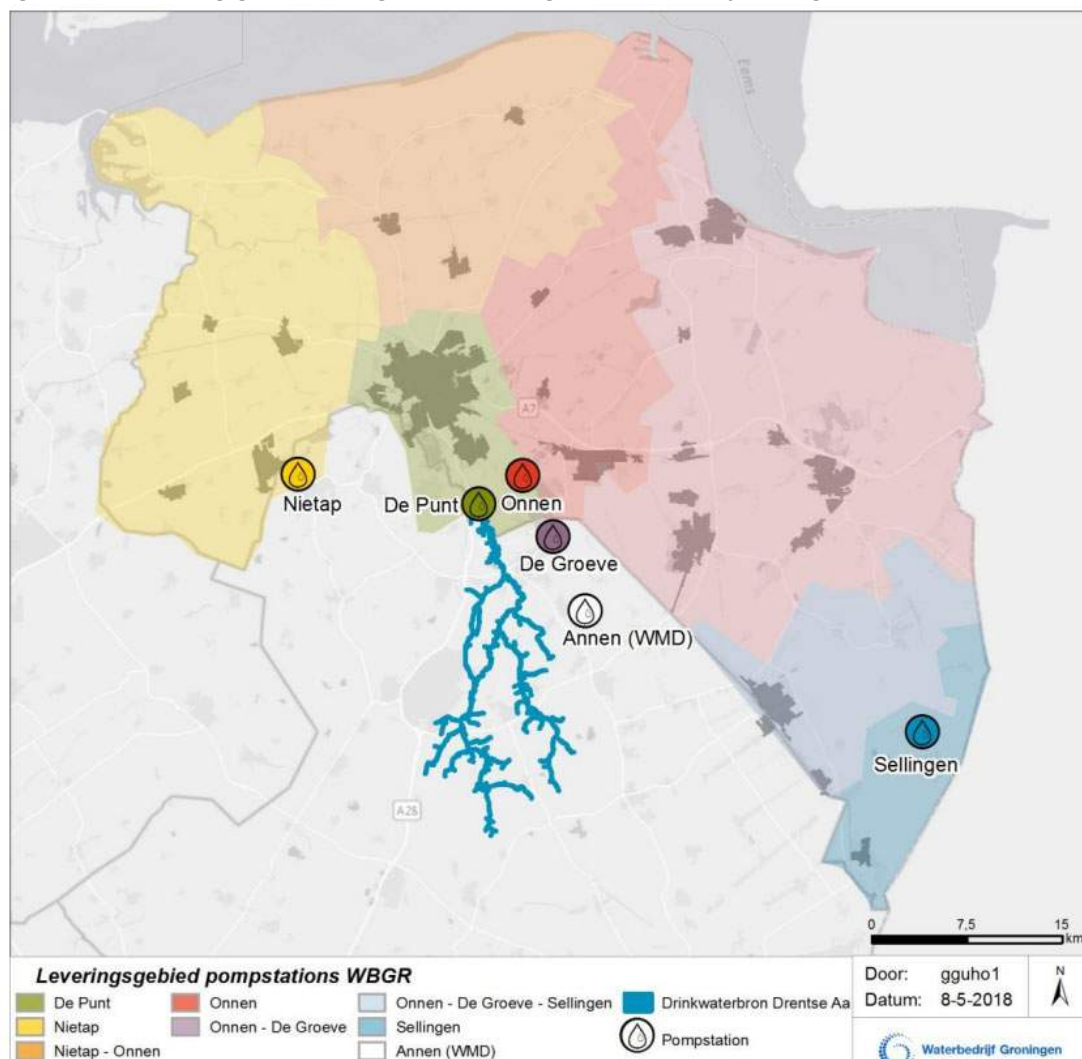 Eems
A7
Nietap
De Punt
Onnen
De Groeve
Annen (WMD)
Sellingen
A28
0 7,5 15
km
Leveringsgebied pompstations WBGR
De Punt
Nietap
Nietap - Onnen
Onnen
Onnen - De Groeve
Onnen - De Groeve - Sellingen
Sellingen
Annen (WMD)
Drinkwaterbron Drentse Aa
Pompstation
Door: gguho1
Datum: 8-5-2018
N
Waterbedrijf Groningen